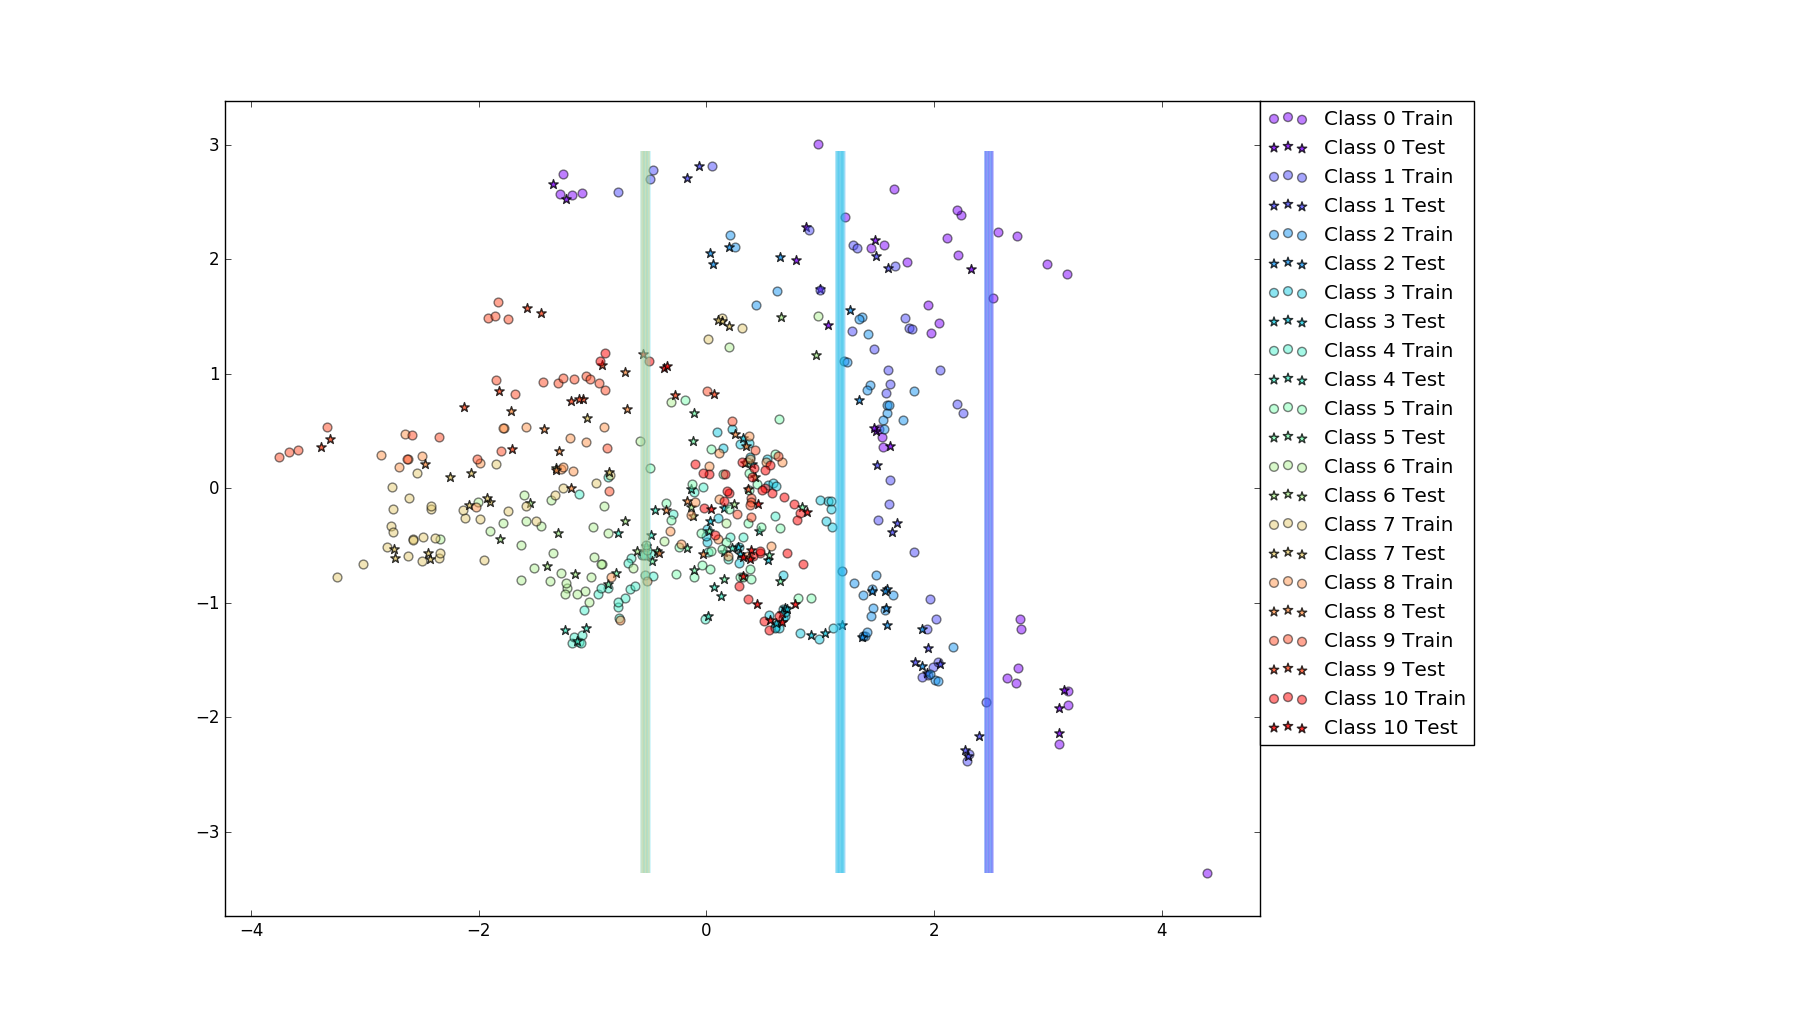 3
2
1
0
−1
−2
−3
−4
−2
0
2
4
Class 0 Train
Class 0 Test
Class 1 Train
Class 1 Test
Class 2 Train
Class 2 Test
Class 3 Train
Class 3 Test
Class 4 Train
Class 4 Test
Class 5 Train
Class 5 Test
Class 6 Train
Class 6 Test
Class 7 Train
Class 7 Test
Class 8 Train
Class 8 Test
Class 9 Train
Class 9 Test
Class 10 Train
Class 10 Test